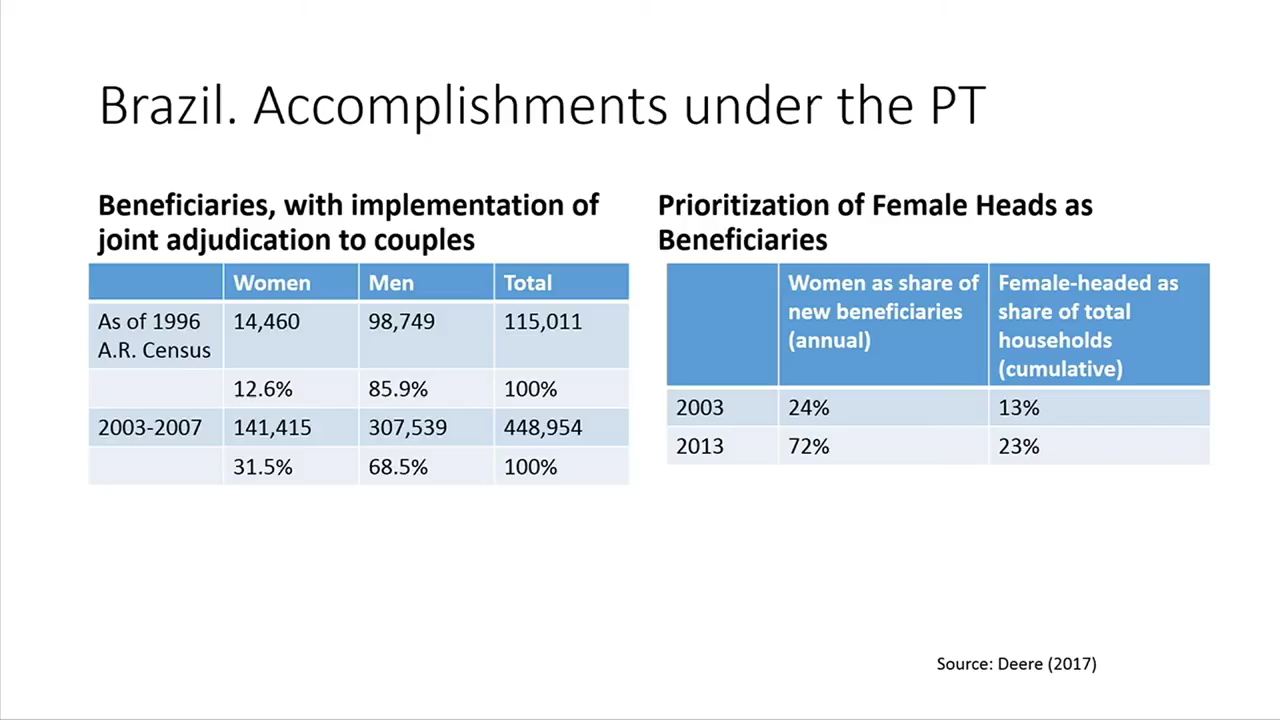 Brazil. Accomplishments under the PT
Beneficiaries, with implementation of
joint adjudication to couples
Women Men Total
As of 1996 14,460 98,749 115,011
A.R. Census
12.6% 85.9% 100%
2003-2007 141,415 307,539 448,954
31.5% 68.5% 100%
Prioritization of Female Heads as
Beneficiaries
Women as share of Female-headed as
new beneficiaries share of total
(annual) households
(cumulative)
2003 24% 13%
2013 72% 23%
Source: Deere (2017)